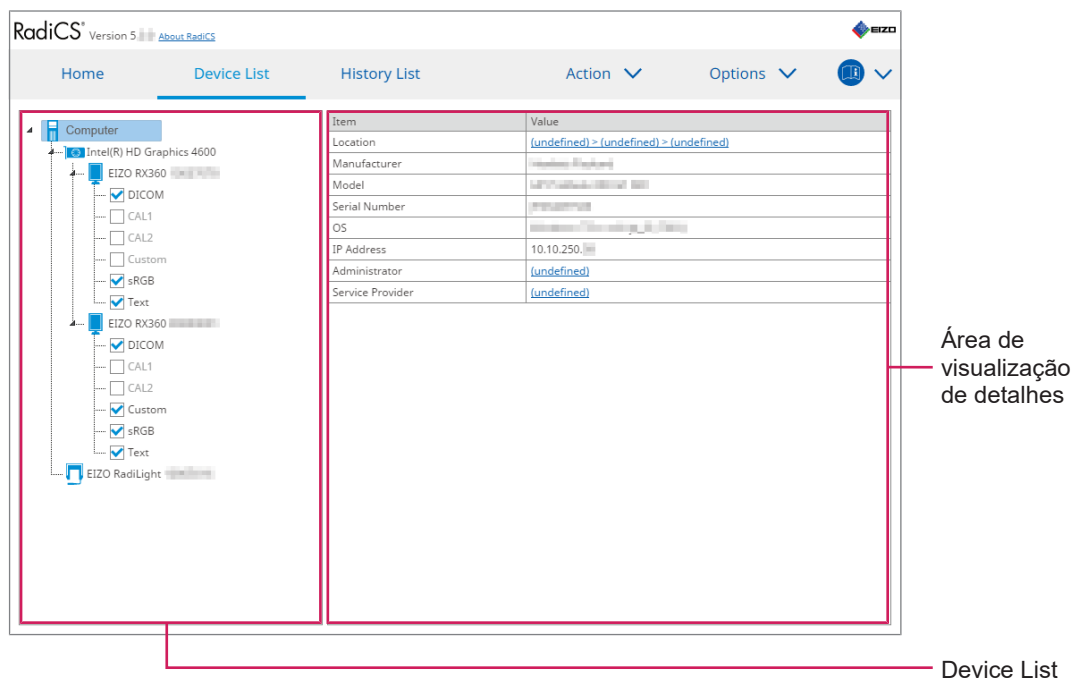 RadiCS® Version 5. About RadiCS
EIZO
Home Device List History List Action Options
Computer
Intel(R) HD Graphics 4600
EIZO RX360
DICOM
CAL1
CAL2
Custom
sRGB
Text
EIZO RX360
DICOM
CAL1
CAL2
Custom
sRGB
Text
EIZO RadiLight
Item Value
Location (undefined) > (undefined) > (undefined)
Manufacturer
Model
Serial Number
OS
IP Address 10.10.250.
Administrator (undefined)
Service Provider (undefined)
Área de
visualização
de detalhes
Device List